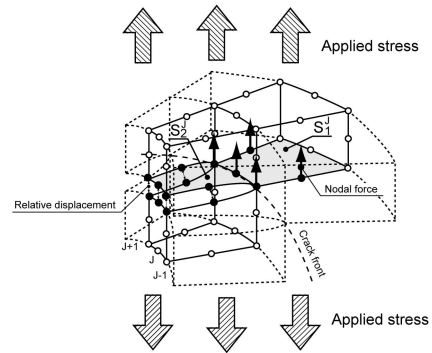 Applied stress
S₂ᴶ
S₁ᴶ
Relative displacement
Nodal force
J+1
J
J-1
Crack front
Applied stress